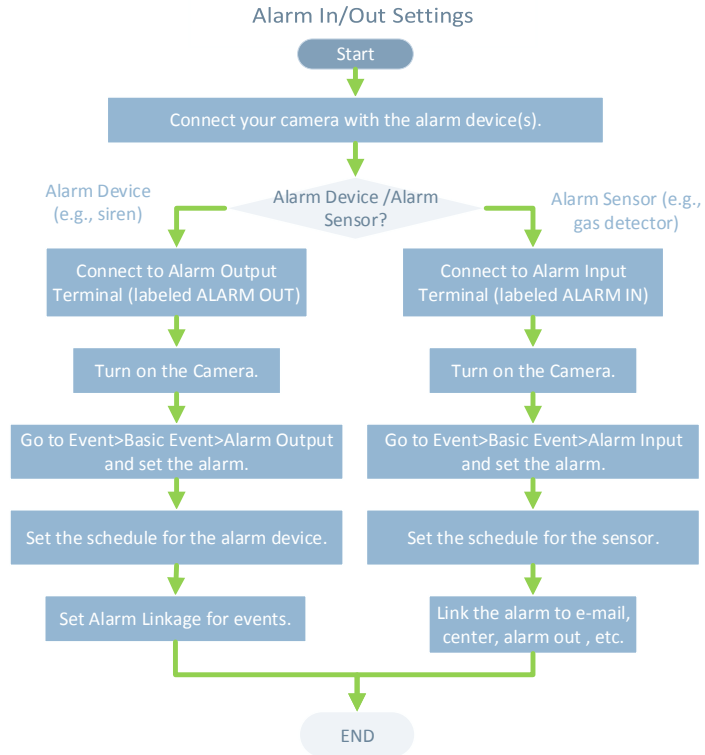 Alarm In/Out Settings
Start
Connect your camera with the alarm device(s).
Alarm Device
(e.g., siren)
Alarm Device /Alarm
Sensor?
Alarm Sensor (e.g.,
gas detector)
Connect to Alarm Output
Terminal (labeled ALARM OUT)
Connect to Alarm Input
Terminal (labeled ALARM IN)
Turn on the Camera.
Turn on the Camera.
Go to Event>Basic Event>Alarm Output
and set the alarm.
Go to Event>Basic Event>Alarm Input
and set the alarm.
Set the schedule for the alarm device.
Set the schedule for the sensor.
Set Alarm Linkage for events.
Link the alarm to e-mail,
center, alarm out , etc.
END